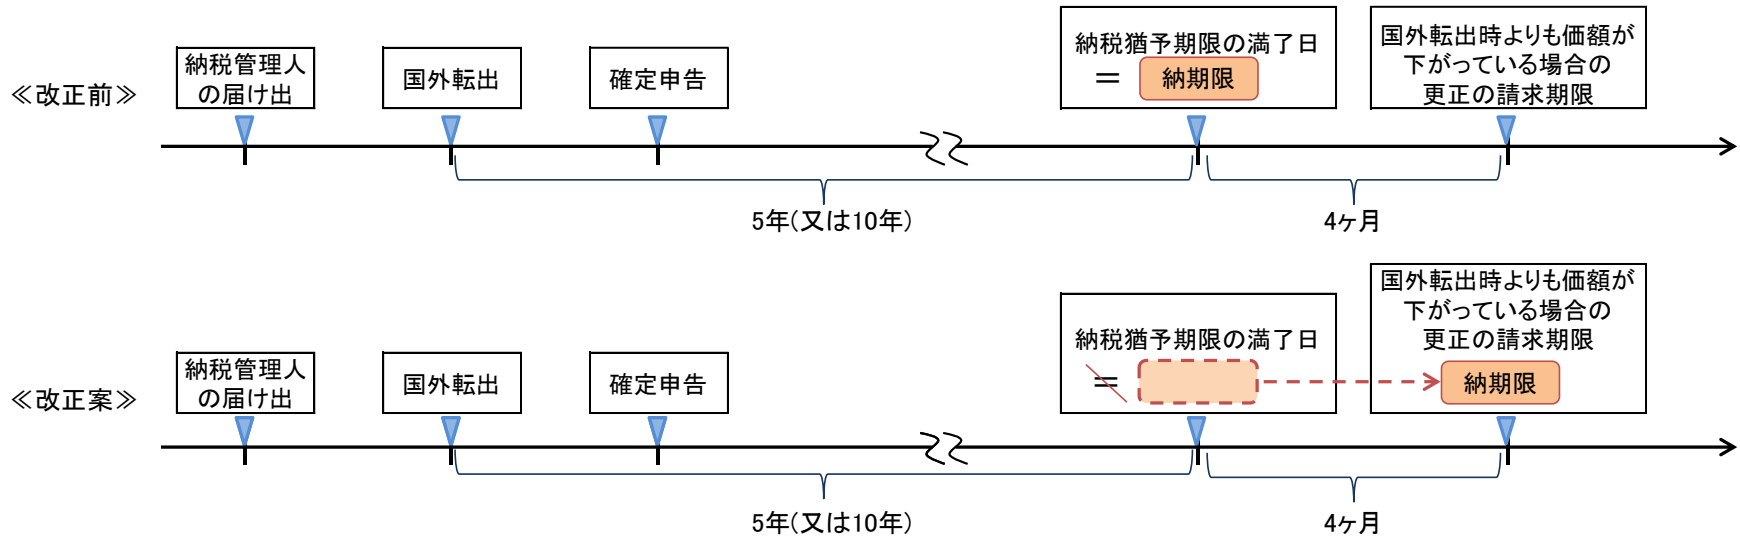 ≪改正前≫
納税管理人
の届け出
国外転出
確定申告
納税猶予期限の満了日
＝ 納期限
国外転出時よりも価額が
下がっている場合の
更正の請求期限
5年(又は10年)
4ヶ月
≪改正案≫
納税管理人
の届け出
国外転出
確定申告
納税猶予期限の満了日
＝
国外転出時よりも価額が
下がっている場合の
更正の請求期限
納期限
5年(又は10年)
4ヶ月